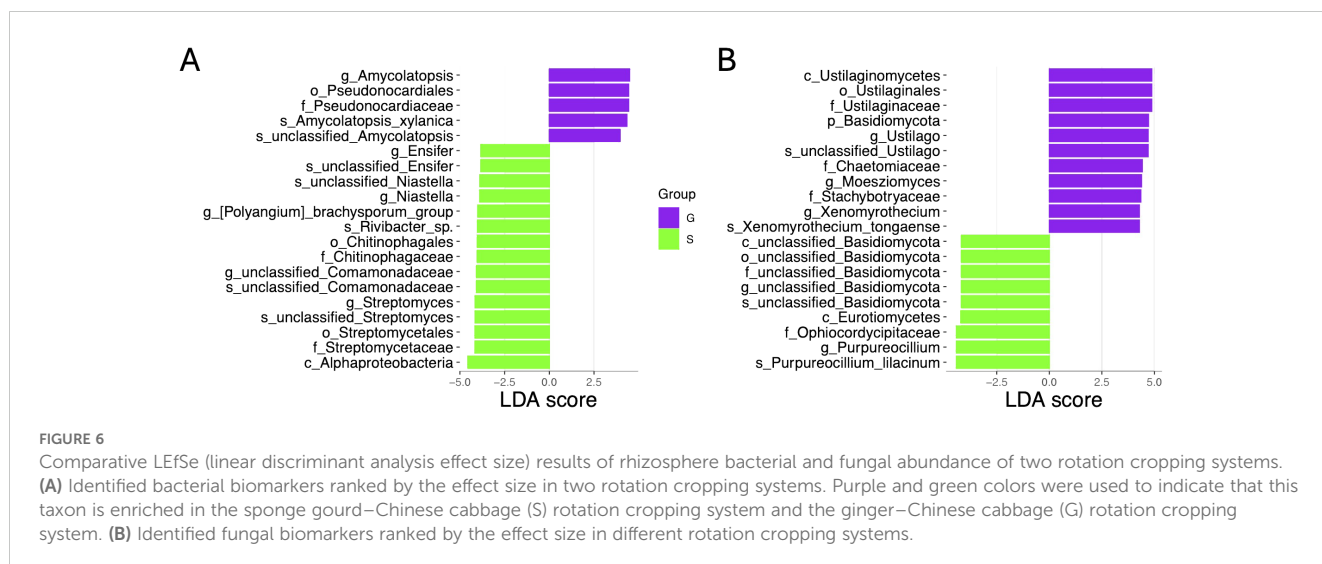 A
g_Amycolatopsis
o_Pseudonocardiales
f_Pseudonocardiaceae
s_Amycolatopsis_xylanica
s_unclassified_Amycolatopsis
g_Ensifer
s_unclassified_Ensifer
s_unclassified_Niastella
g_Niastella
g_[Polyangium]_brachysporum_group
s_Rivibacter_sp.
o_Chitinophagales
f_Chitinophagaceae
g_unclassified_Comamonadaceae
s_unclassified_Comamonadaceae
g_Streptomyces
s_unclassified_Streptomyces
o_Streptomycetales
f_Streptomycetaceae
c_Alphaproteobacteria
−5.0 −2.5 0.0 2.5
LDA score
Group
G
S
B
c_Ustilaginomycetes
o_Ustilaginales
f_Ustilaginaceae
p_Basidiomycota
g_Ustilago
s_unclassified_Ustilago
f_Chaetomiaceae
g_Moesziomyces
f_Stachybotryaceae
g_Xenomyrothecium
s_Xenomyrothecium_tongaense
c_unclassified_Basidiomycota
o_unclassified_Basidiomycota
f_unclassified_Basidiomycota
g_unclassified_Basidiomycota
s_unclassified_Basidiomycota
c_Eurotiomycetes
f_Ophiocordycipitaceae
g_Purpureocillium
s_Purpureocillium_lilacinum
−2.5 0.0 2.5 5.0
LDA score
FIGURE 6
Comparative LEfSe (linear discriminant analysis effect size) results of rhizosphere bacterial and fungal abundance of two rotation cropping systems.
(A) Identified bacterial biomarkers ranked by the effect size in two rotation cropping systems. Purple and green colors were used to indicate that this
taxon is enriched in the sponge gourd–Chinese cabbage (S) rotation cropping system and the ginger–Chinese cabbage (G) rotation cropping
system. (B) Identified fungal biomarkers ranked by the effect size in different rotation cropping systems.